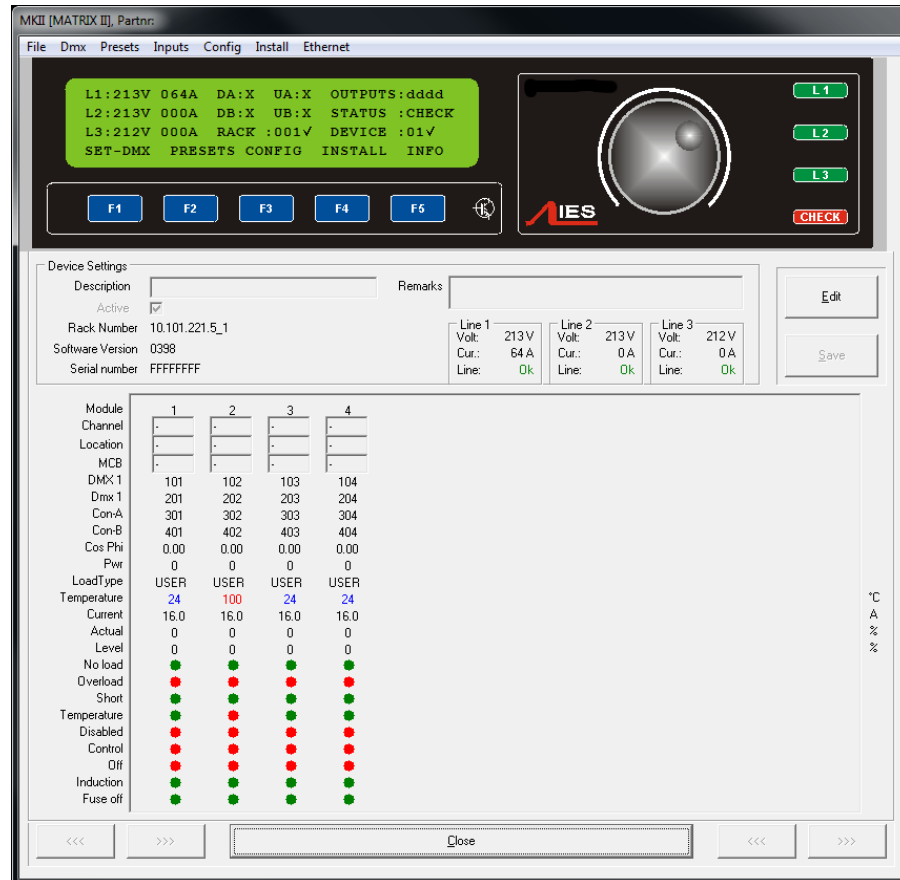 MKII [MATRIX II], Partnr:
File Dmx Presets Inputs Config Install Ethernet
L1:213V 064A DA:X UA:X OUTPUTS:dddd
L2:213V 000A DB:X UB:X STATUS :CHECK
L3:212V 000A RACK :001√ DEVICE :01√
SET-DMX PRESETS CONFIG INSTALL INFO
F1 F2 F3 F4 F5
IES
L1
L2
L3
CHECK
Device Settings
Description
Remarks
Active
Rack Number 10.101.221.5_1
Software Version 0398
Serial number FFFFFFFF
Line 1 Line 2 Line 3
Volt: 213 V Volt: 213 V Volt: 212 V
Cur.: 64 A Cur.: 0 A Cur.: 0 A
Line: Ok Line: Ok Line: Ok
Edit
Save
Module 1 2 3 4
Channel - - - -
Location - - - -
MCB - - - -
DMX 1 101 102 103 104
Dmx 1 201 202 203 204
Con-A 301 302 303 304
Con-B 401 402 403 404
Cos Phi 0.00 0.00 0.00 0.00
Pwr 0 0 0 0
LoadType USER USER USER USER
Temperature 24 100 24 24 °C
Current 16.0 16.0 16.0 16.0 A
Actual 0 0 0 0 %
Level 0 0 0 0 %
No load
Overload
Short
Temperature
Disabled
Control
Off
Induction
Fuse off
<<< >>> Close <<< >>>